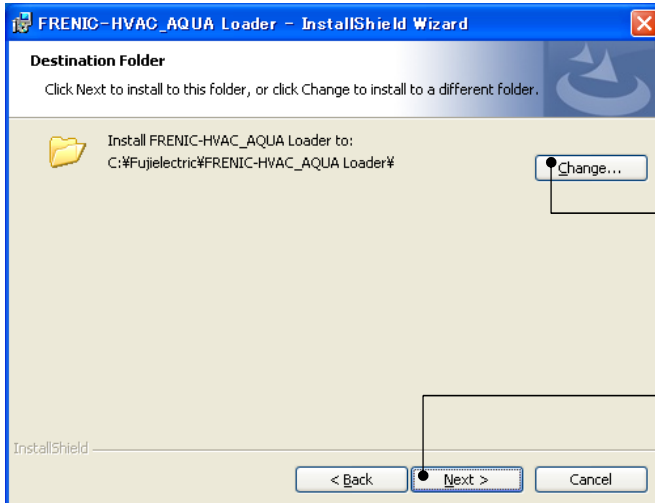 FRENIC-HVAC_AQUA Loader - InstallShield Wizard
Destination Folder
Click Next to install to this folder, or click Change to install to a different folder.
Install FRENIC-HVAC_AQUA Loader to:
C:¥Fujielectric¥FRENIC-HVAC_AQUA Loader¥
Change...
InstallShield
< Back
Next >
Cancel